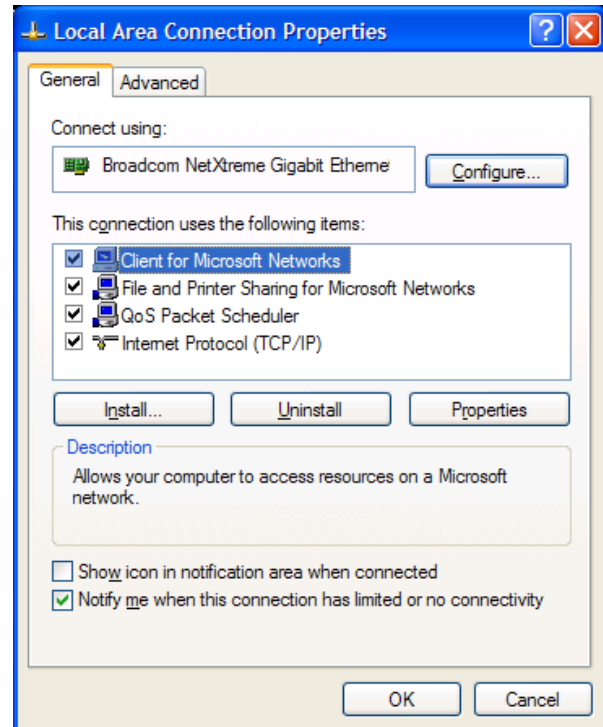 Local Area Connection Properties
General
Advanced
Connect using:
Broadcom NetXtreme Gigabit Etherne
Configure...
This connection uses the following items:
Client for Microsoft Networks
File and Printer Sharing for Microsoft Networks
QoS Packet Scheduler
Internet Protocol (TCP/IP)
Install...
Uninstall
Properties
Description
Allows your computer to access resources on a Microsoft
network.
Show icon in notification area when connected
Notify me when this connection has limited or no connectivity
OK
Cancel